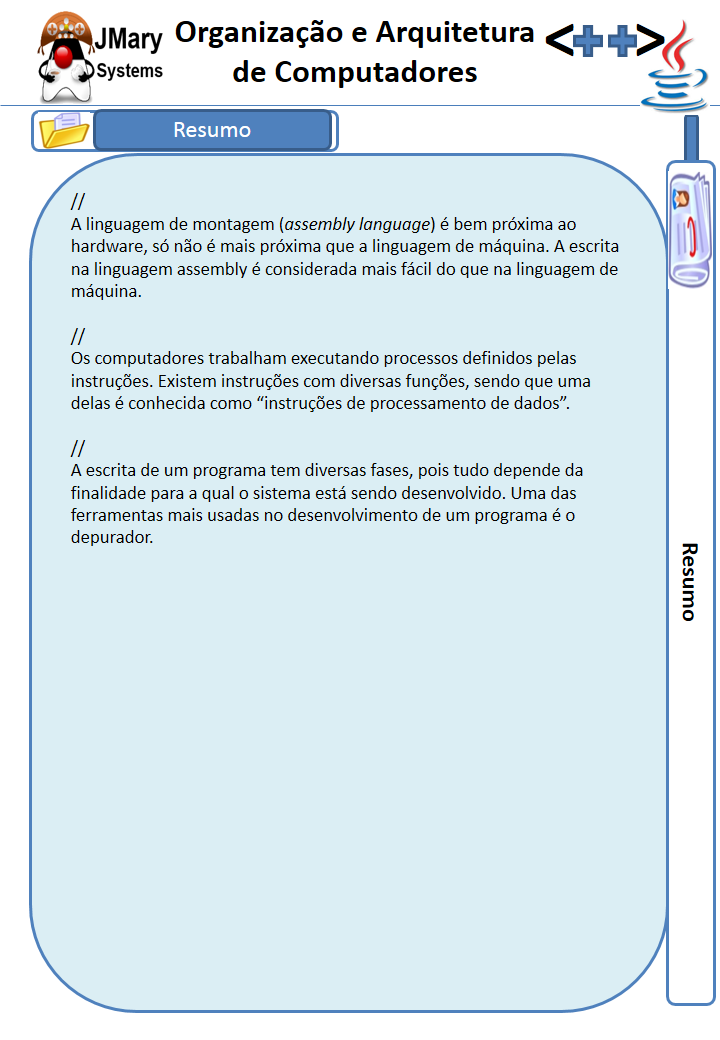 JMary
Systems
Organização e Arquitetura
de Computadores
<++>
Resumo
//
A linguagem de montagem (assembly language) é bem próxima ao
hardware, só não é mais próxima que a linguagem de máquina. A escrita
na linguagem assembly é considerada mais fácil do que na linguagem de
máquina.
//
Os computadores trabalham executando processos definidos pelas
instruções. Existem instruções com diversas funções, sendo que uma
delas é conhecida como “instruções de processamento de dados”.
//
A escrita de um programa tem diversas fases, pois tudo depende da
finalidade para a qual o sistema está sendo desenvolvido. Uma das
ferramentas mais usadas no desenvolvimento de um programa é o
depurador.
Resumo